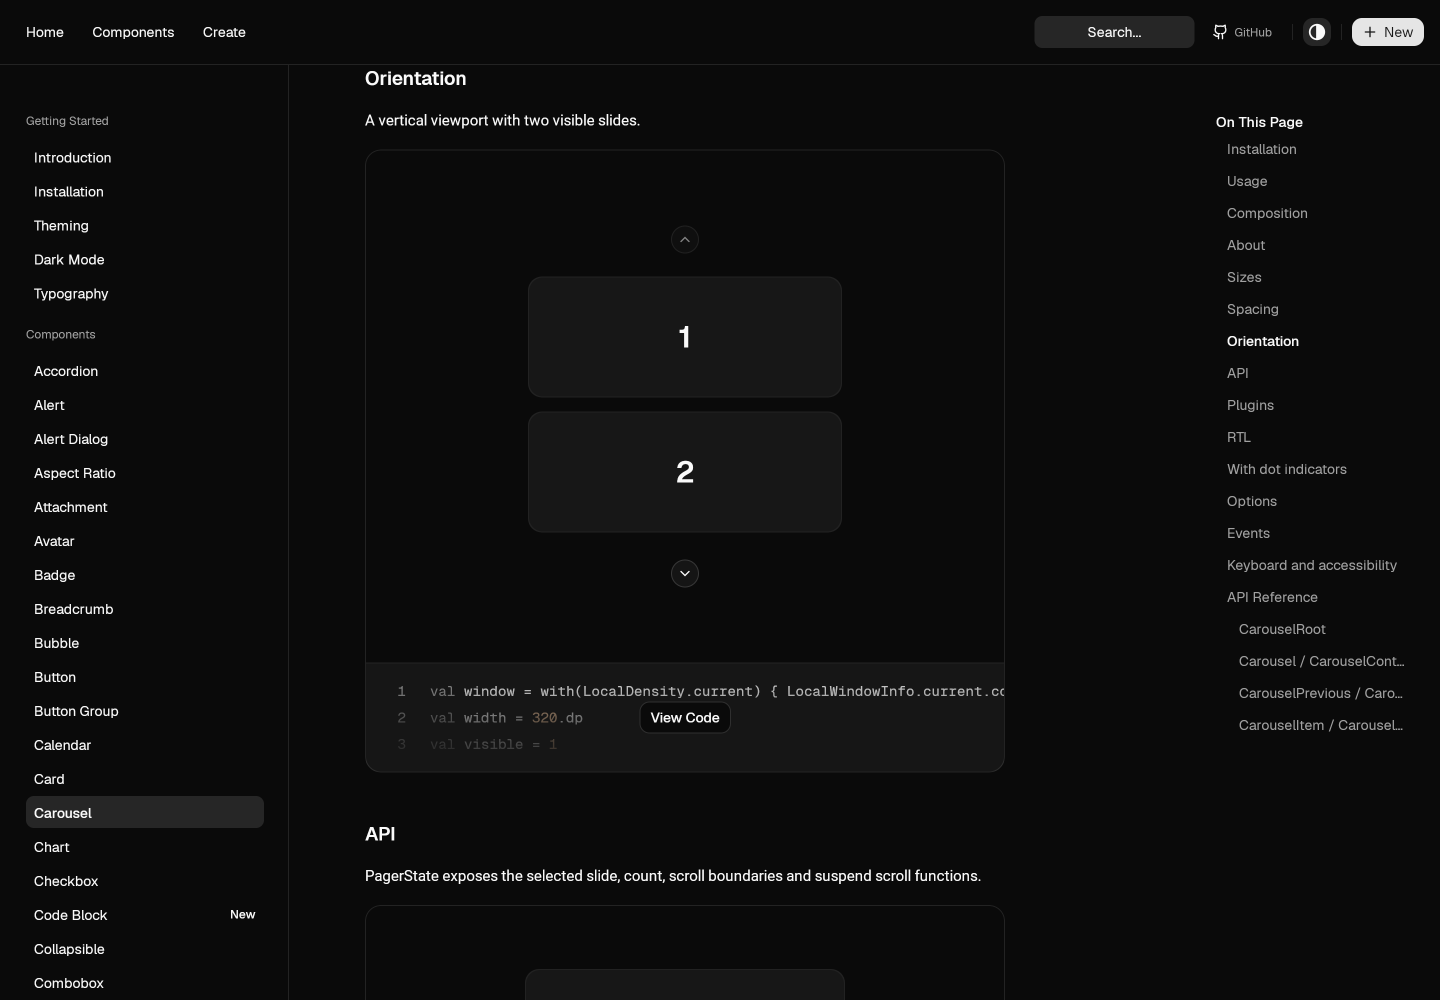 Home
Components
Create
Search...
GitHub
New
Getting Started
Introduction
Installation
Theming
Dark Mode
Typography
Components
Accordion
Alert
Alert Dialog
Aspect Ratio
Attachment
Avatar
Badge
Breadcrumb
Bubble
Button
Button Group
Calendar
Card
Carousel
Chart
Checkbox
Code Block New
Collapsible
Combobox
Orientation
A vertical viewport with two visible slides.
1
2
1 val window = with(LocalDensity.current) { LocalWindowInfo.current.co
2 val width = 320.dp
3 val visible = 1
View Code
API
PagerState exposes the selected slide, count, scroll boundaries and suspend scroll functions.
On This Page
Installation
Usage
Composition
About
Sizes
Spacing
Orientation
API
Plugins
RTL
With dot indicators
Options
Events
Keyboard and accessibility
API Reference
CarouselRoot
Carousel / CarouselCont...
CarouselPrevious / Caro...
CarouselItem / Carousel...